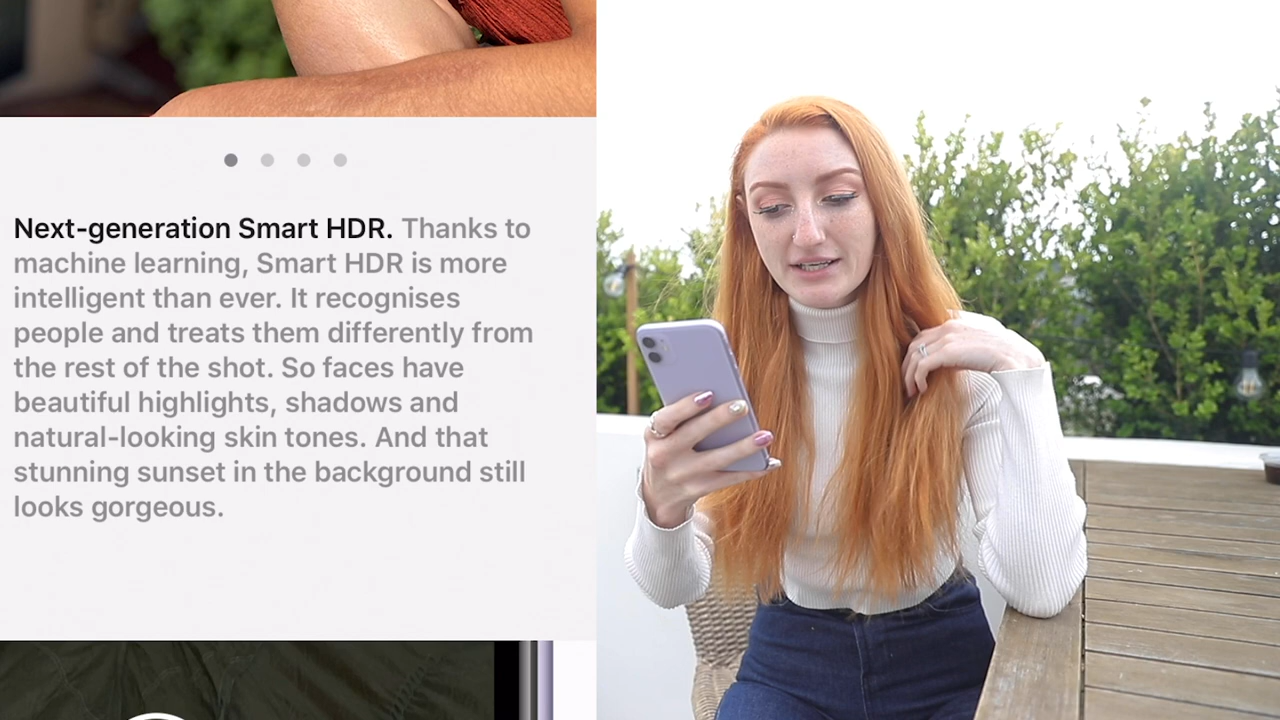 Next-generation Smart HDR. Thanks to
machine learning, Smart HDR is more
intelligent than ever. It recognises
people and treats them differently from
the rest of the shot. So faces have
beautiful highlights, shadows and
natural-looking skin tones. And that
stunning sunset in the background still
looks gorgeous.